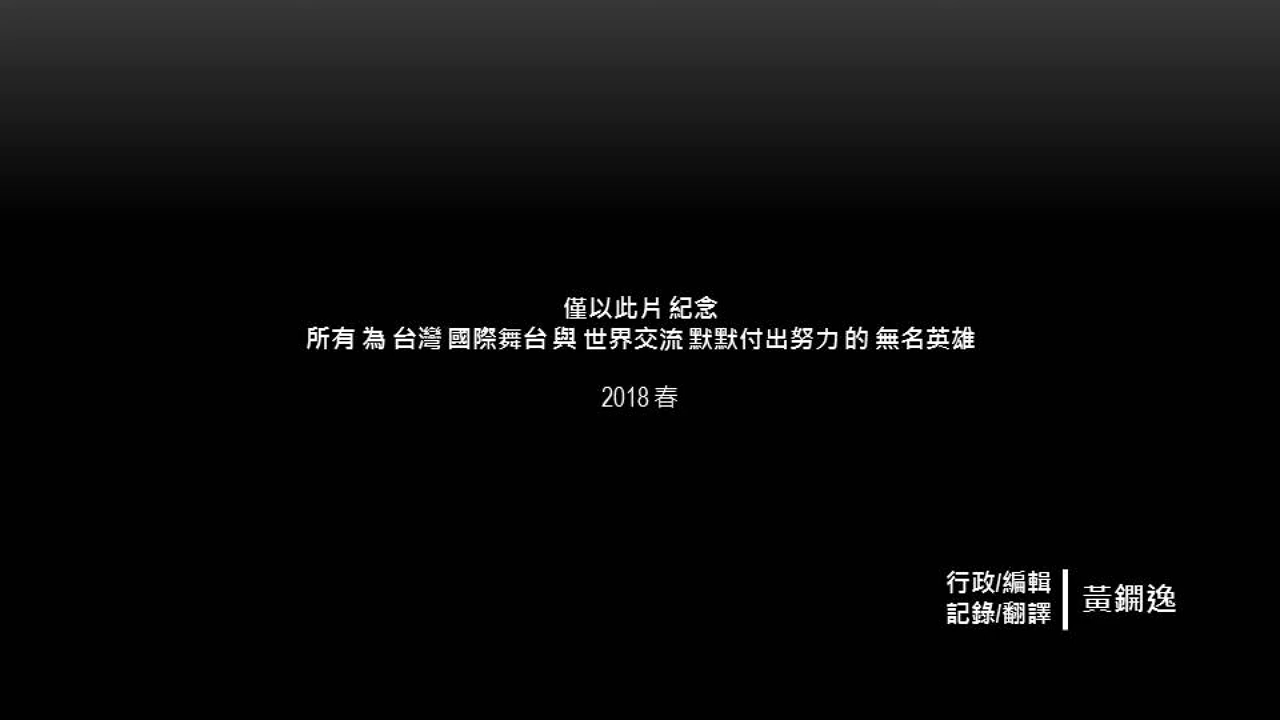 僅以此片 紀念
所有 為 台灣 國際舞台 與 世界交流 默默付出努力 的 無名英雄
2018 春
行政/編輯
記錄/翻譯
黃鐗逸